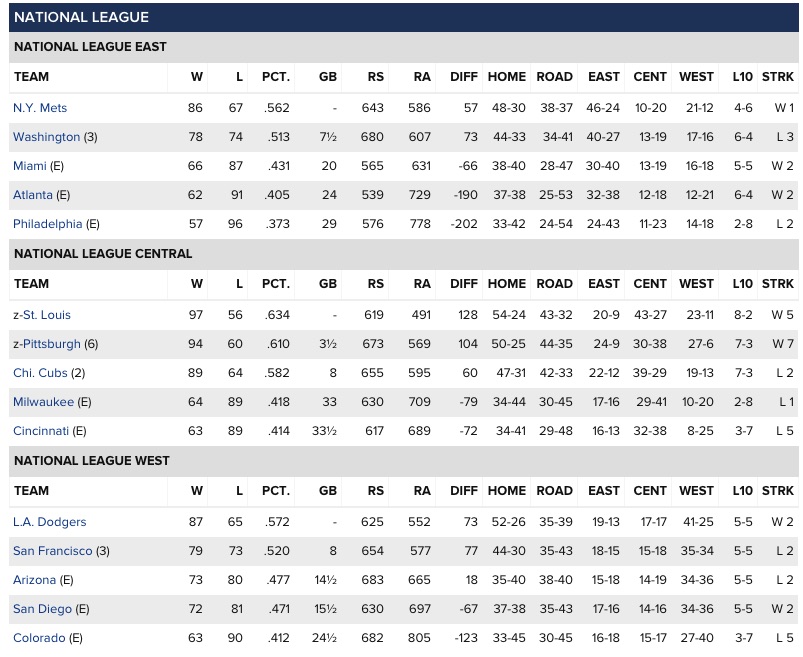 NATIONAL LEAGUE
NATIONAL LEAGUE EAST
TEAM W L PCT. GB RS RA DIFF HOME ROAD EAST CENT WEST L10 STRK
N.Y. Mets 86 67 .562 - 643 586 57 48-30 38-37 46-24 10-20 21-12 4-6 W 1
Washington (3) 78 74 .513 7½ 680 607 73 44-33 34-41 40-27 13-19 17-16 6-4 L 3
Miami (E) 66 87 .431 20 565 631 -66 38-40 28-47 30-40 13-19 16-18 5-5 W 2
Atlanta (E) 62 91 .405 24 539 729 -190 37-38 25-53 32-38 12-18 12-21 6-4 W 2
Philadelphia (E) 57 96 .373 29 576 778 -202 33-42 24-54 24-43 11-23 14-18 2-8 L 2
NATIONAL LEAGUE CENTRAL
TEAM W L PCT. GB RS RA DIFF HOME ROAD EAST CENT WEST L10 STRK
z-St. Louis 97 56 .634 - 619 491 128 54-24 43-32 20-9 43-27 23-11 8-2 W 5
z-Pittsburgh (6) 94 60 .610 3½ 673 569 104 50-25 44-35 24-9 30-38 27-6 7-3 W 7
Chi. Cubs (2) 89 64 .582 8 655 595 60 47-31 42-33 22-12 39-29 19-13 7-3 L 2
Milwaukee (E) 64 89 .418 33 630 709 -79 34-44 30-45 17-16 29-41 10-20 2-8 L 1
Cincinnati (E) 63 89 .414 33½ 617 689 -72 34-41 29-48 16-13 32-38 8-25 3-7 L 5
NATIONAL LEAGUE WEST
TEAM W L PCT. GB RS RA DIFF HOME ROAD EAST CENT WEST L10 STRK
L.A. Dodgers 87 65 .572 - 625 552 73 52-26 35-39 19-13 17-17 41-25 5-5 W 2
San Francisco (3) 79 73 .520 8 654 577 77 44-30 35-43 18-15 15-18 35-34 5-5 L 2
Arizona (E) 73 80 .477 14½ 683 665 18 35-40 38-40 15-18 14-19 34-36 5-5 L 2
San Diego (E) 72 81 .471 15½ 630 697 -67 37-38 35-43 17-16 14-16 34-36 5-5 W 2
Colorado (E) 63 90 .412 24½ 682 805 -123 33-45 30-45 16-18 15-17 27-40 3-7 L 5